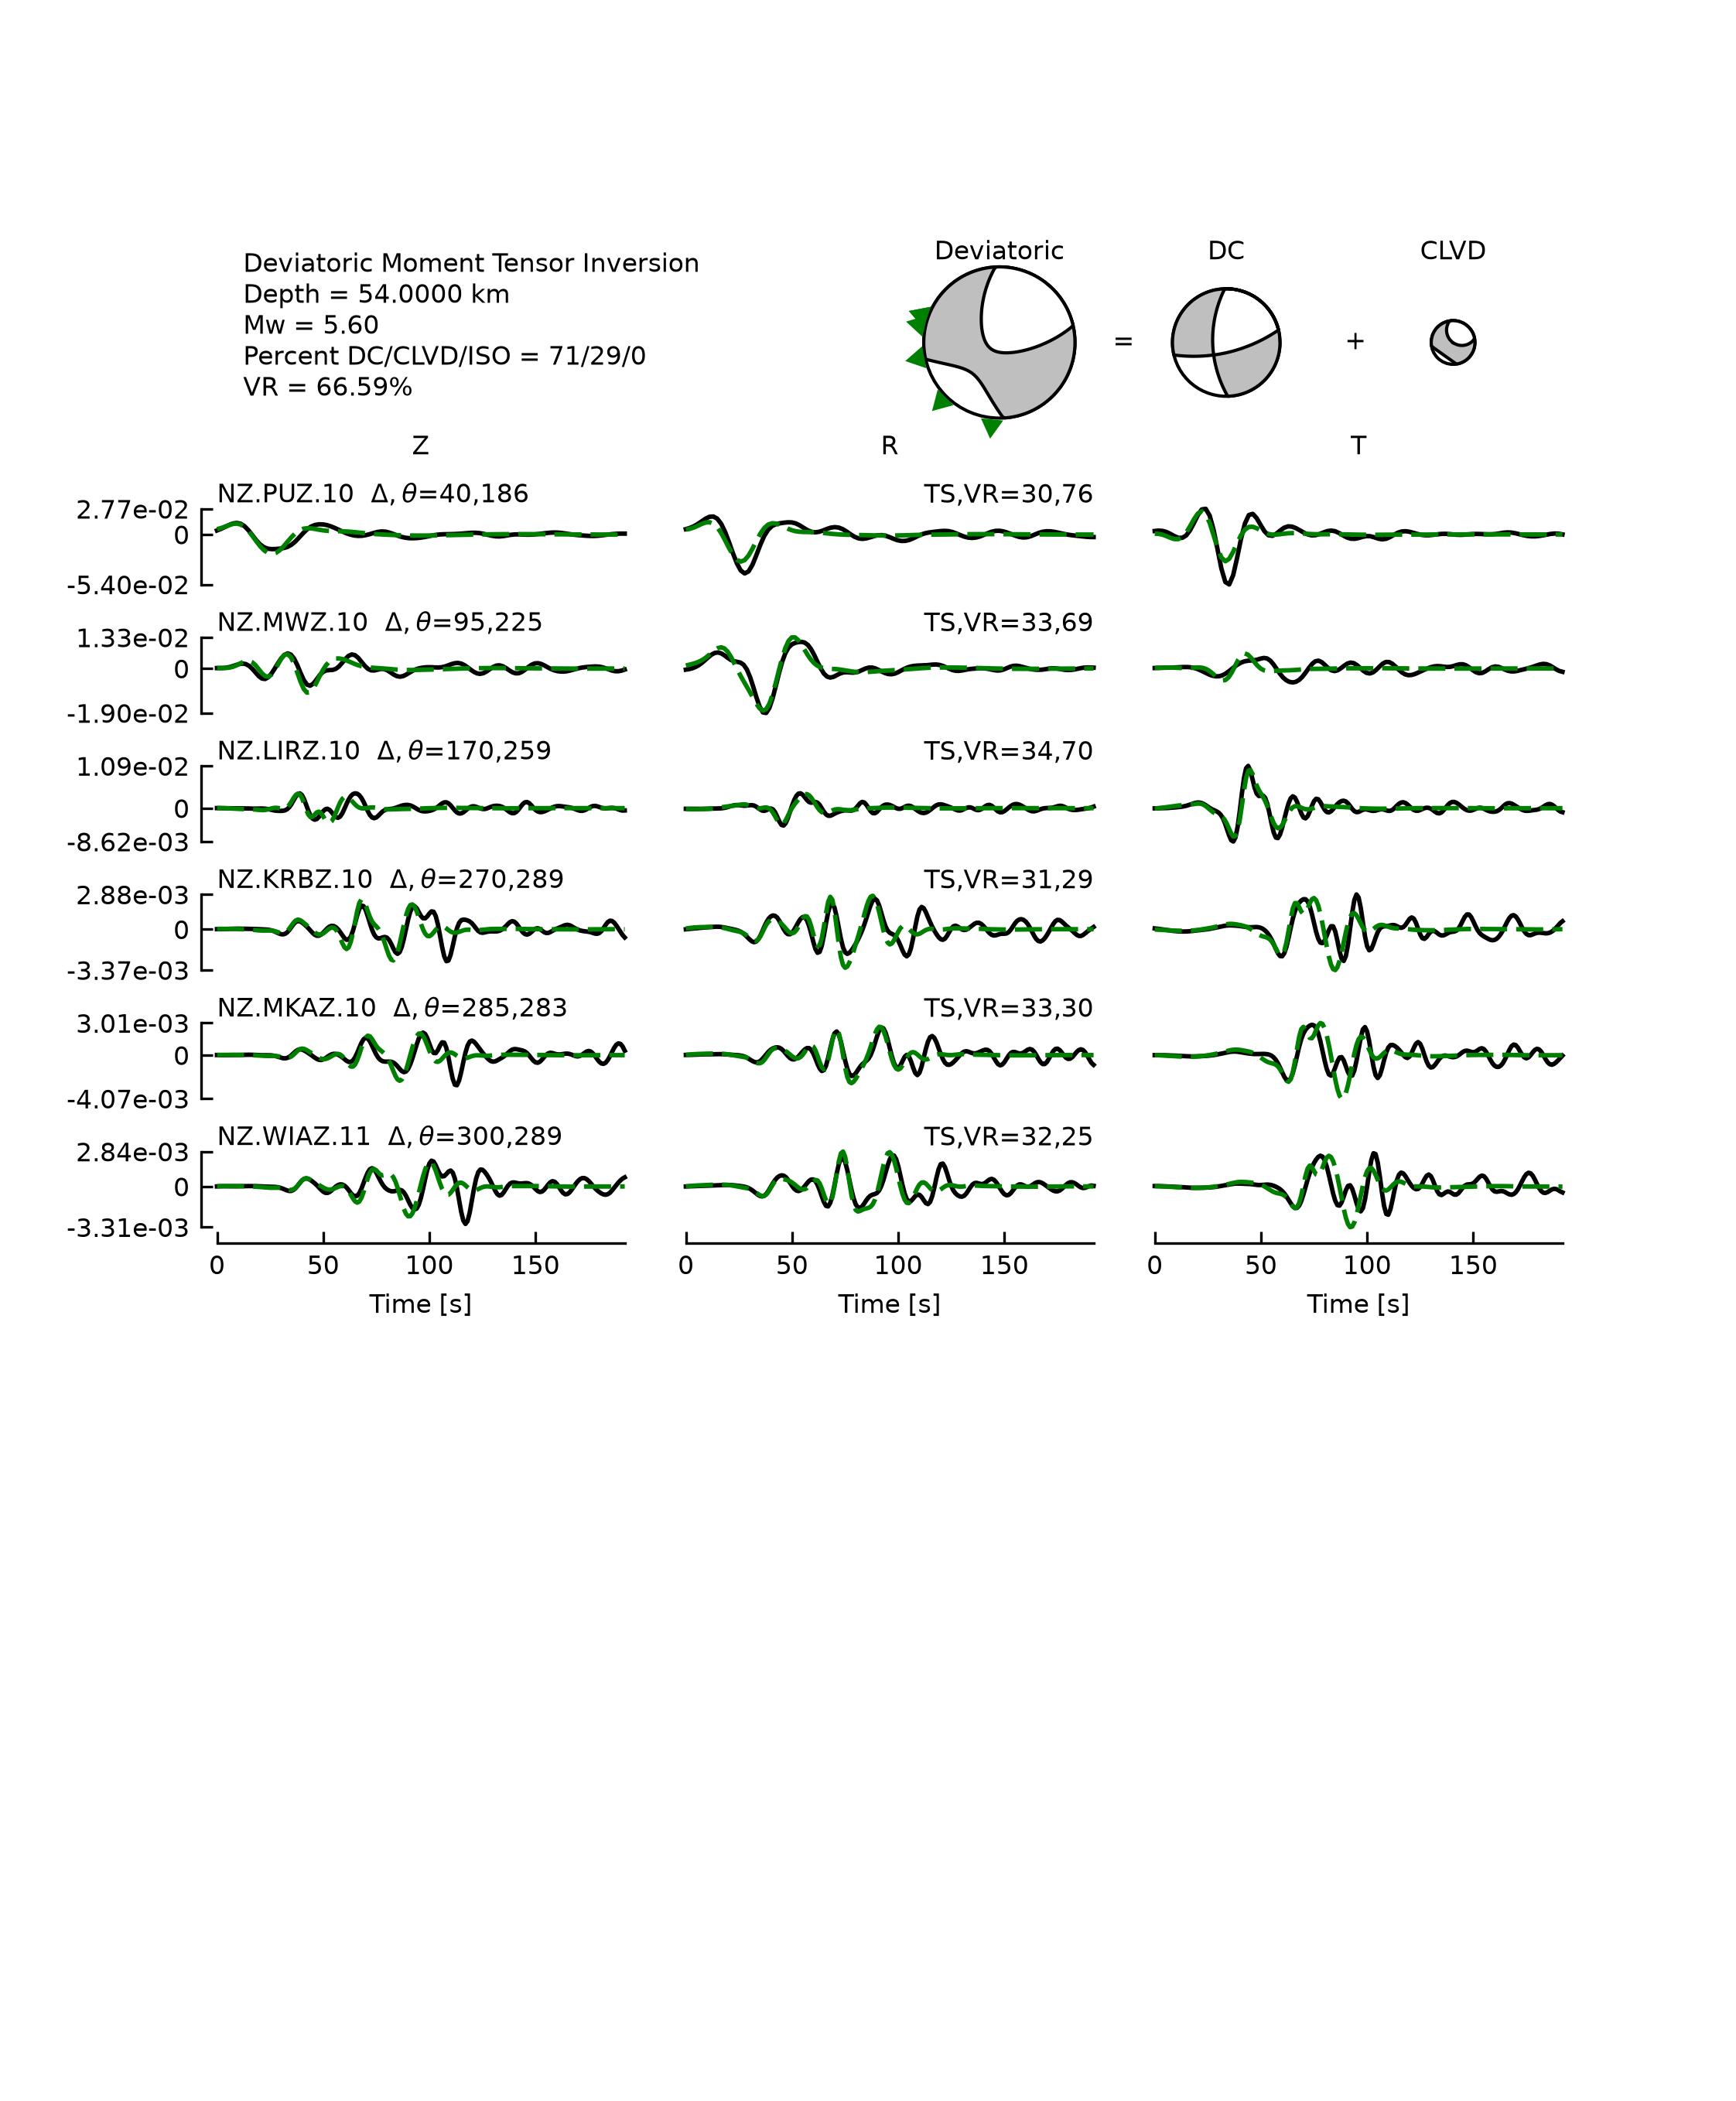 Deviatoric Moment Tensor Inversion
Depth = 54.0000 km
Mw = 5.60
Percent DC/CLVD/ISO = 71/29/0
VR = 66.59%
Deviatoric
DC
CLVD
=
+
Z
R
T
NZ.PUZ.10 Δ,θ=40,186
TS,VR=30,76
2.77e-02
0
-5.40e-02
NZ.MWZ.10 Δ,θ=95,225
TS,VR=33,69
1.33e-02
0
-1.90e-02
NZ.LIRZ.10 Δ,θ=170,259
TS,VR=34,70
1.09e-02
0
-8.62e-03
NZ.KRBZ.10 Δ,θ=270,289
TS,VR=31,29
2.88e-03
0
-3.37e-03
NZ.MKAZ.10 Δ,θ=285,283
TS,VR=33,30
3.01e-03
0
-4.07e-03
NZ.WIAZ.11 Δ,θ=300,289
TS,VR=32,25
2.84e-03
0
-3.31e-03
0 50 100 150
0 50 100 150
0 50 100 150
Time [s]
Time [s]
Time [s]